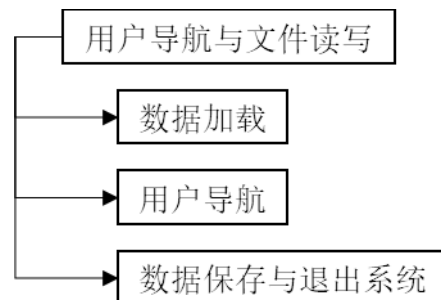 用户导航与文件读写
数据加载
用户导航
数据保存与退出系统